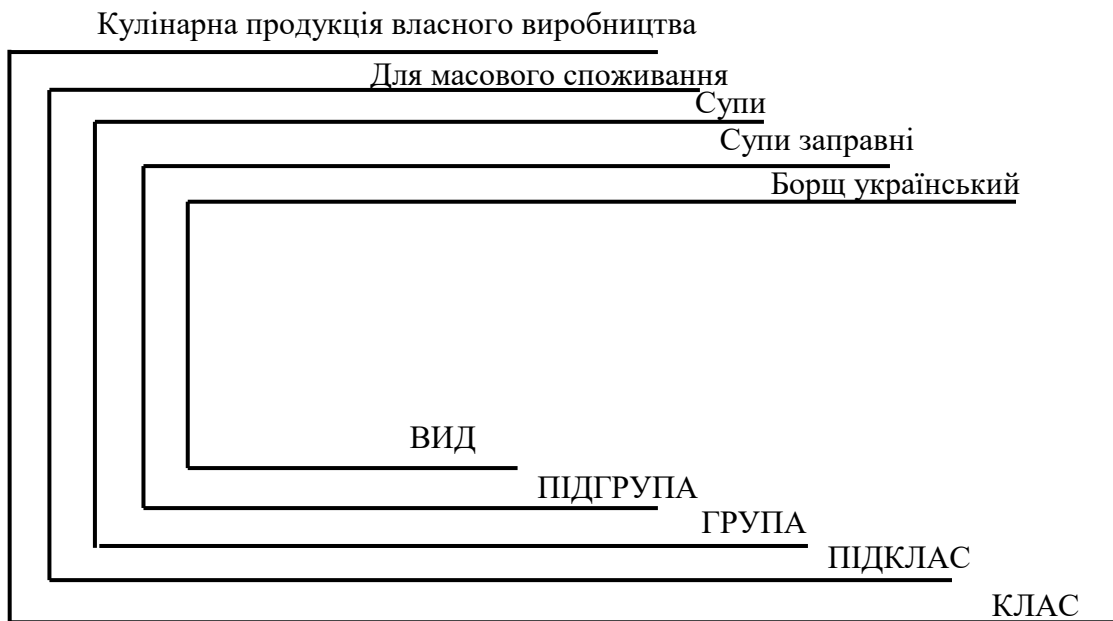 Кулінарна продукція власного виробництва
Для масового споживання
Супи
Супи заправні
Борщ український
ВИД
ПІДГРУПА
ГРУПА
ПІДКЛАС
КЛАС